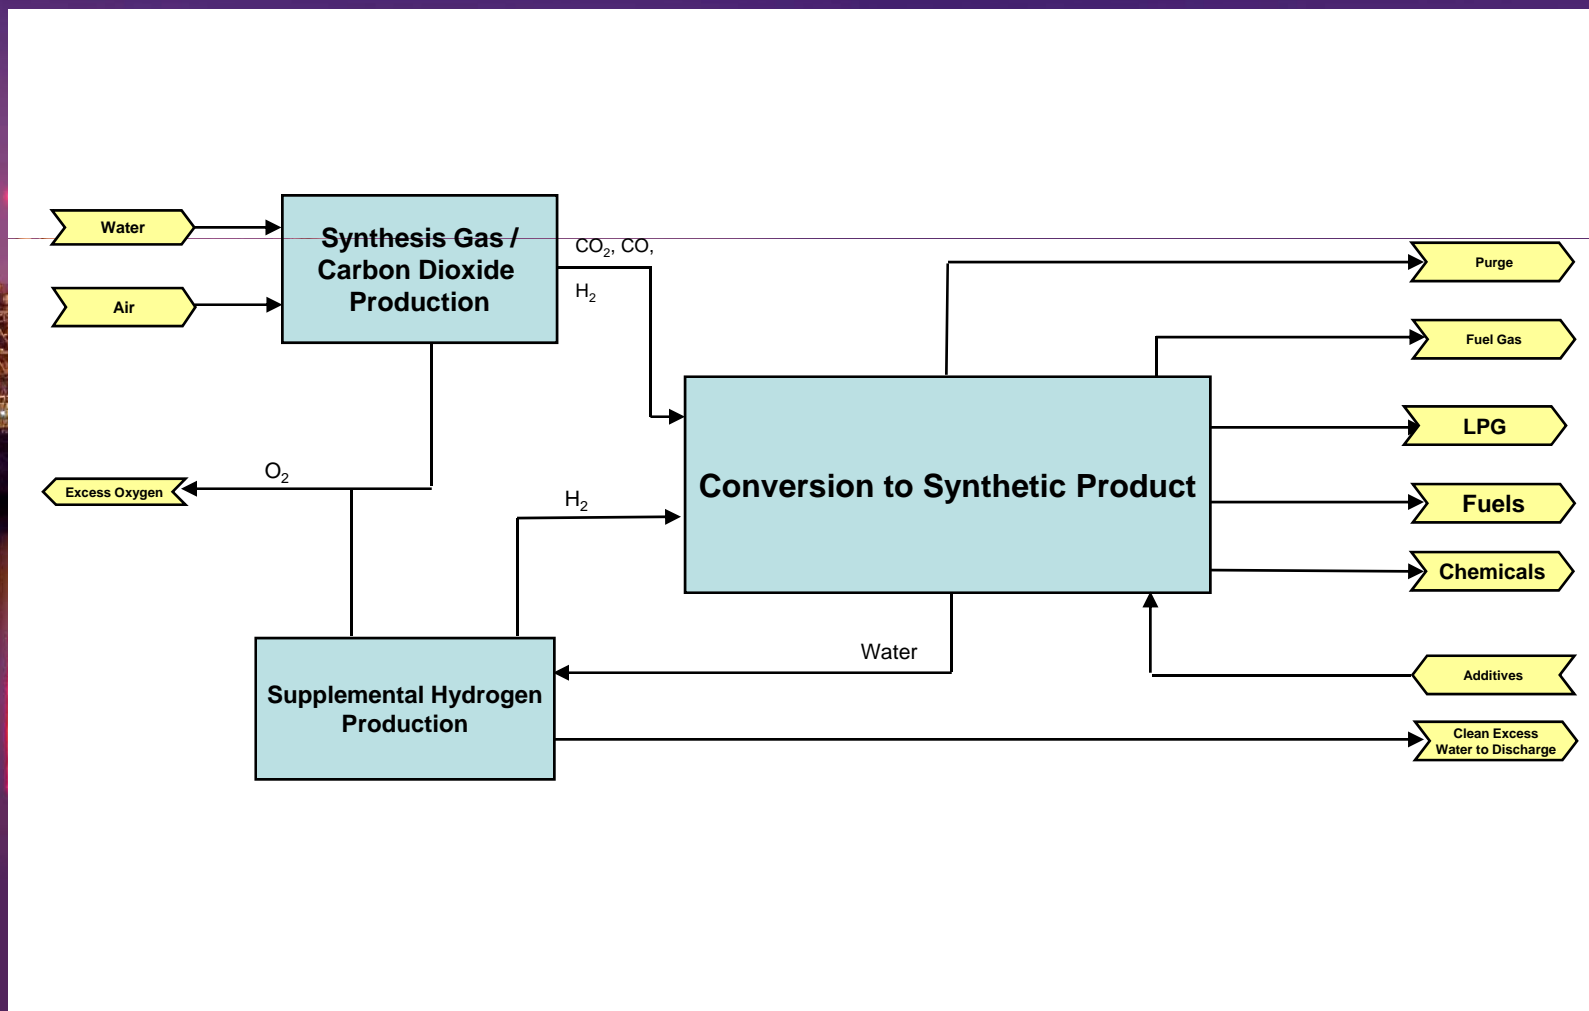 Water
Air
Synthesis Gas /
Carbon Dioxide
Production
CO₂, CO,
H₂
Purge
Fuel Gas
LPG
Conversion to Synthetic Product
Fuels
Chemicals
O₂
Excess Oxygen
H₂
Water
Supplemental Hydrogen
Production
Additives
Clean Excess
Water to Discharge